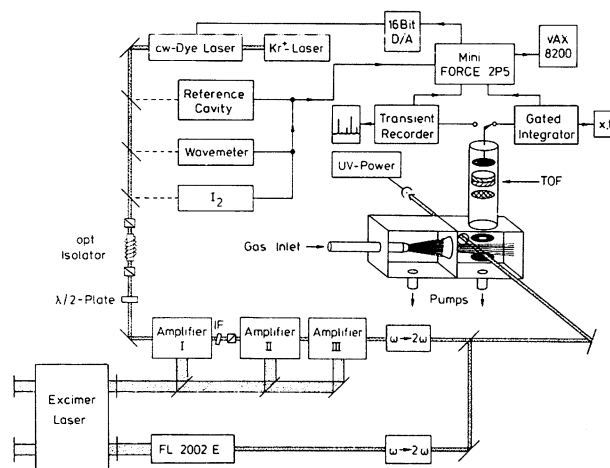 cw-Dye Laser
Kr⁺-Laser
16Bit
D/A
Mini
FORCE 2P5
vAX
8200
Reference
Cavity
Transient
Recorder
Gated
Integrator
x,t
Wavemeter
UV-Power
TOF
I₂
opt
Isolator
Gas Inlet
λ/2-Plate
Pumps
Amplifier
I
IF
Amplifier
II
Amplifier
III
ω→2ω
Excimer
Laser
FL 2002 E
ω→2ω